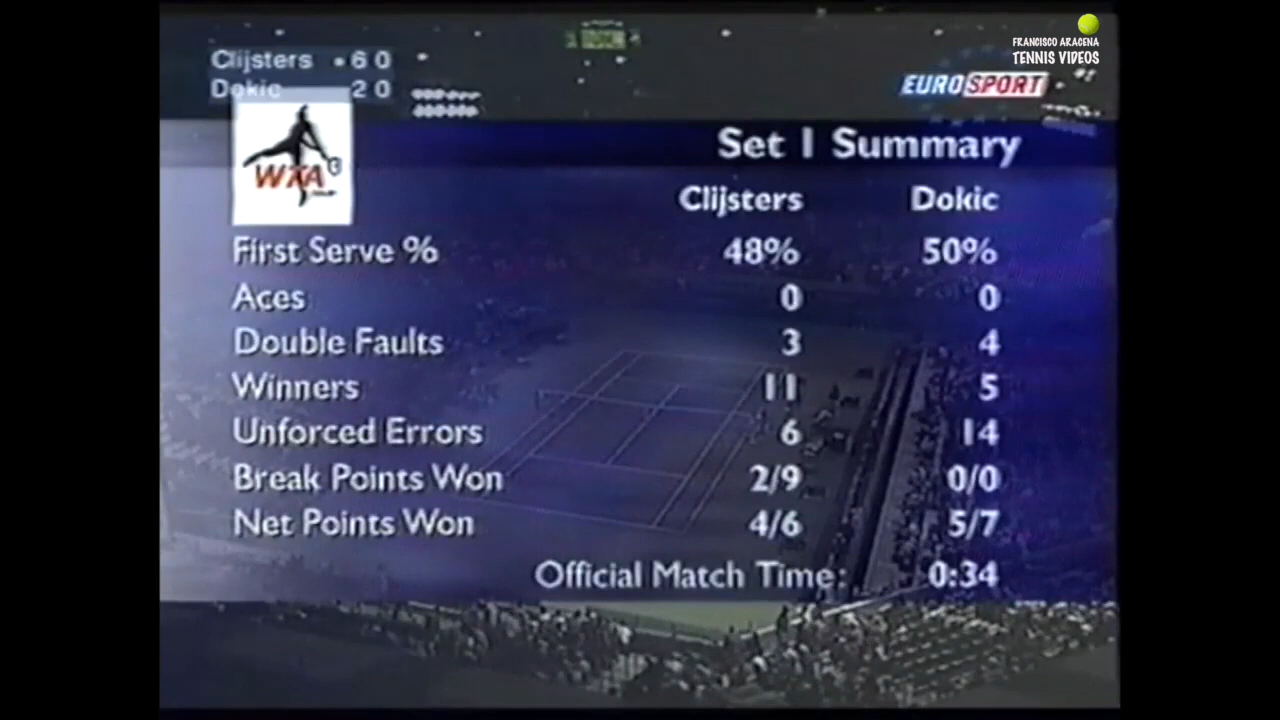 FRANCISCO ARACENA
TENNIS VIDEOS
Clijsters 6 0
Dokic 2 0
EUROSPORT
WTA
Set 1 Summary
Clijsters Dokic
First Serve % 48% 50%
Aces 0 0
Double Faults 3 4
Winners 11 5
Unforced Errors 6 14
Break Points Won 2/9 0/0
Net Points Won 4/6 5/7
Official Match Time: 0:34